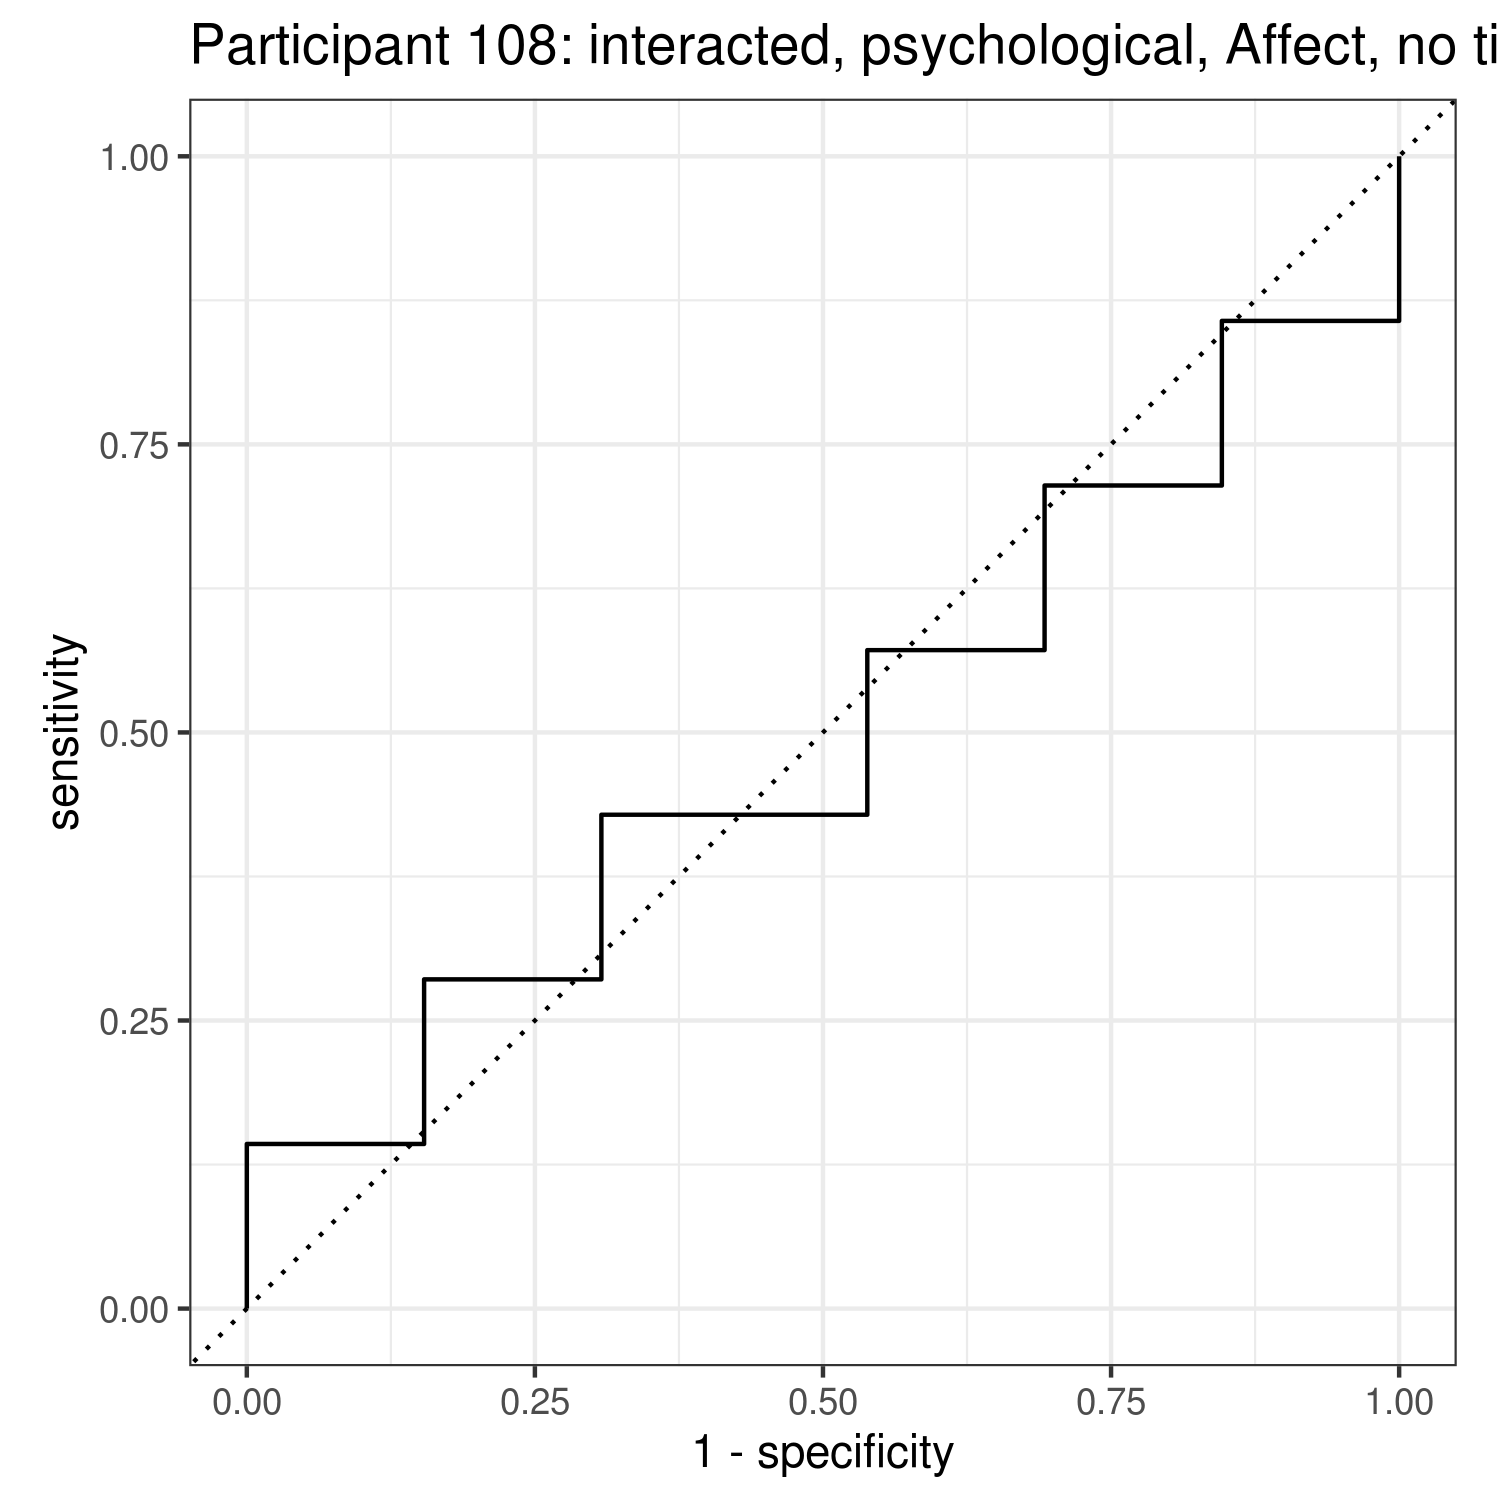 Participant 108: interacted, psychological, Affect, no ti
1.00
0.75
0.50
0.25
0.00
sensitivity
0.00 0.25 0.50 0.75 1.00
1 - specificity